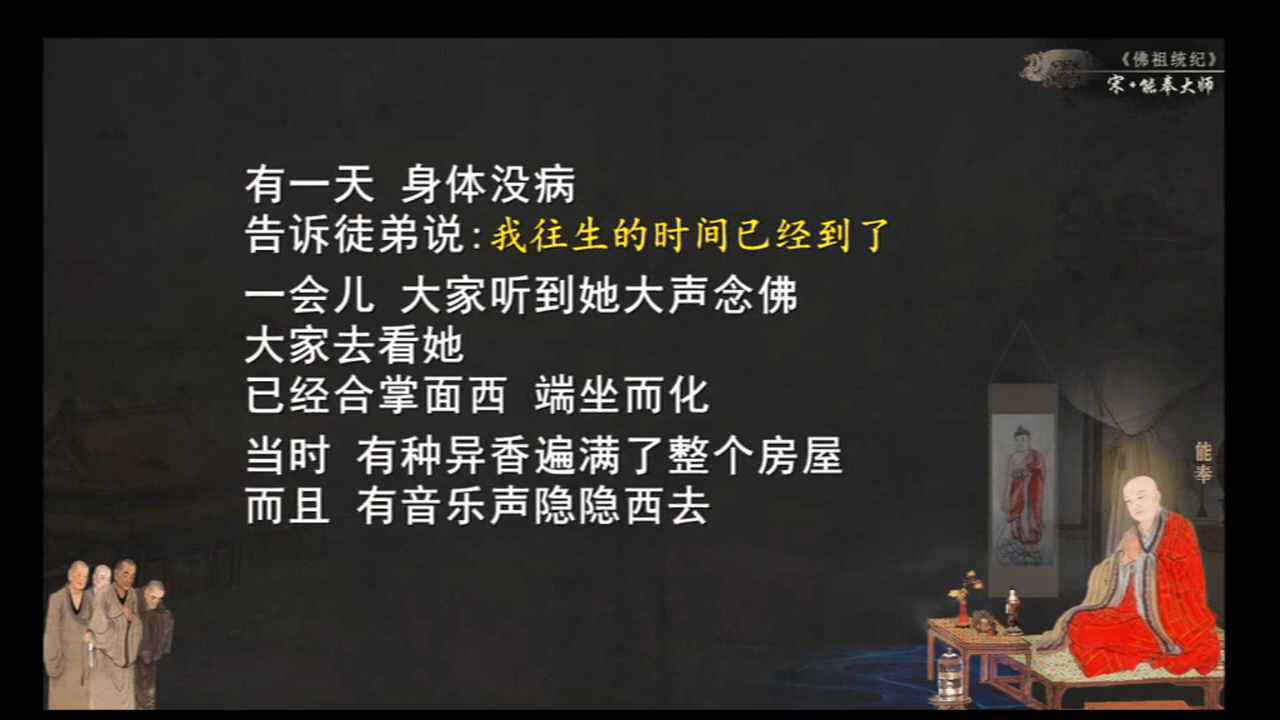 《佛祖统纪》
宋·能奉大师
有一天 身体没病
告诉徒弟说:我往生的时间已经到了
一会儿 大家听到她大声念佛
大家去看她
已经合掌面西 端坐而化
当时 有种异香遍满了整个房屋
而且 有音乐声隐隐西去
能奉